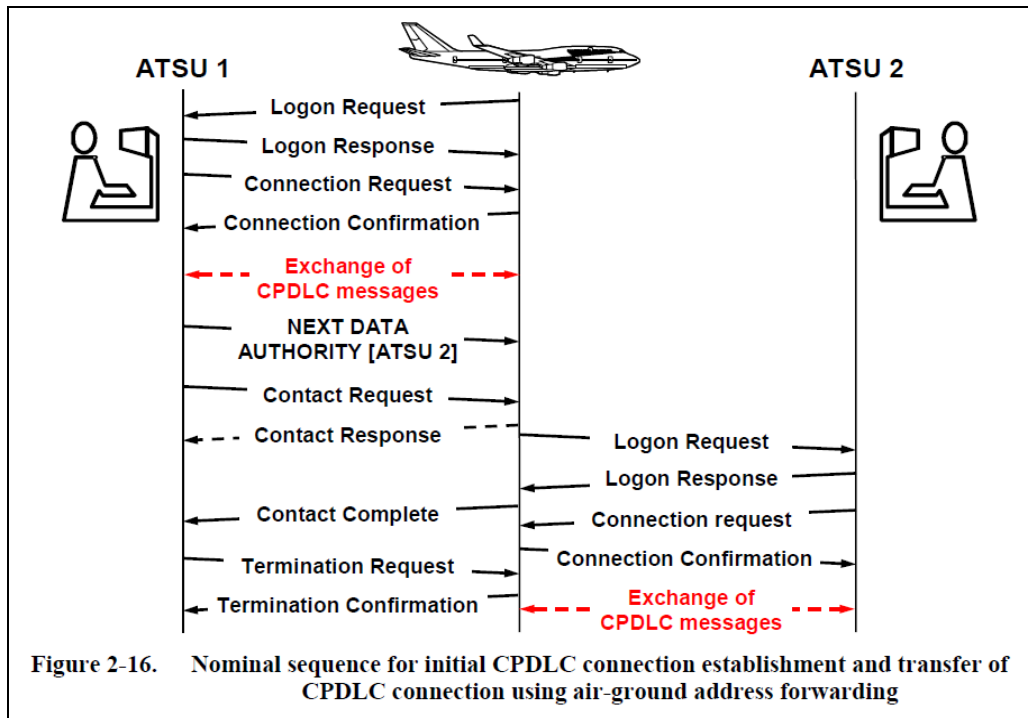 ATSU 1
ATSU 2
Logon Request
Logon Response
Connection Request
Connection Confirmation
Exchange of
CPDLC messages
NEXT DATA
AUTHORITY [ATSU 2]
Contact Request
Contact Response
Logon Request
Logon Response
Contact Complete
Connection request
Termination Request
Connection Confirmation
Termination Confirmation
Exchange of
CPDLC messages
Figure 2-16. Nominal sequence for initial CPDLC connection establishment and transfer of
CPDLC connection using air-ground address forwarding